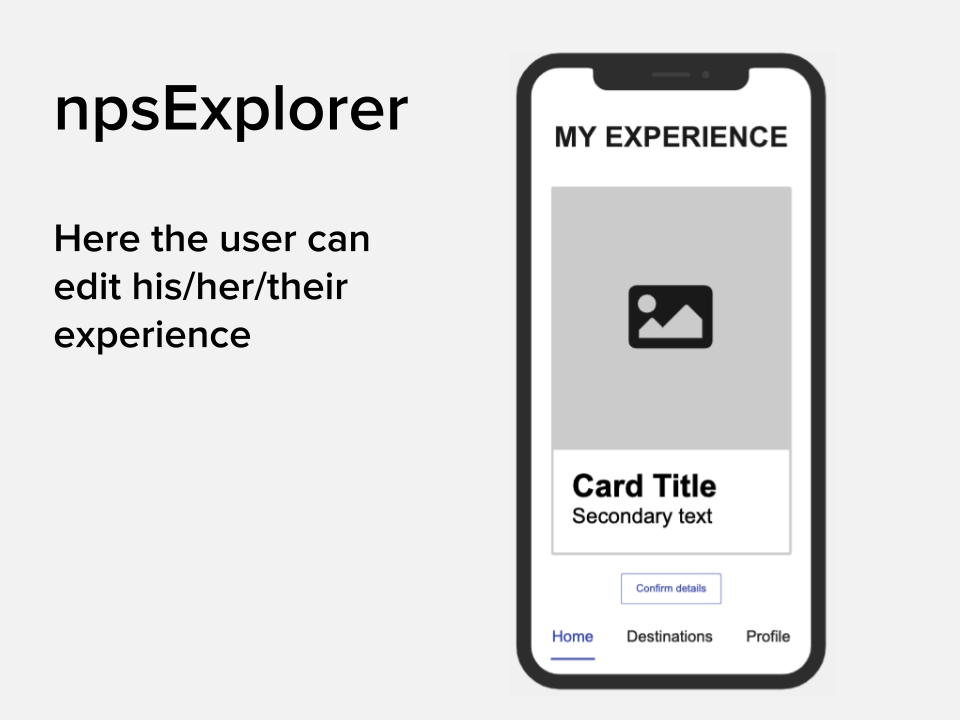 npsExplorer
Here the user can
edit his/her/their
experience
MY EXPERIENCE
Card Title
Secondary text
Confirm details
Home Destinations Profile